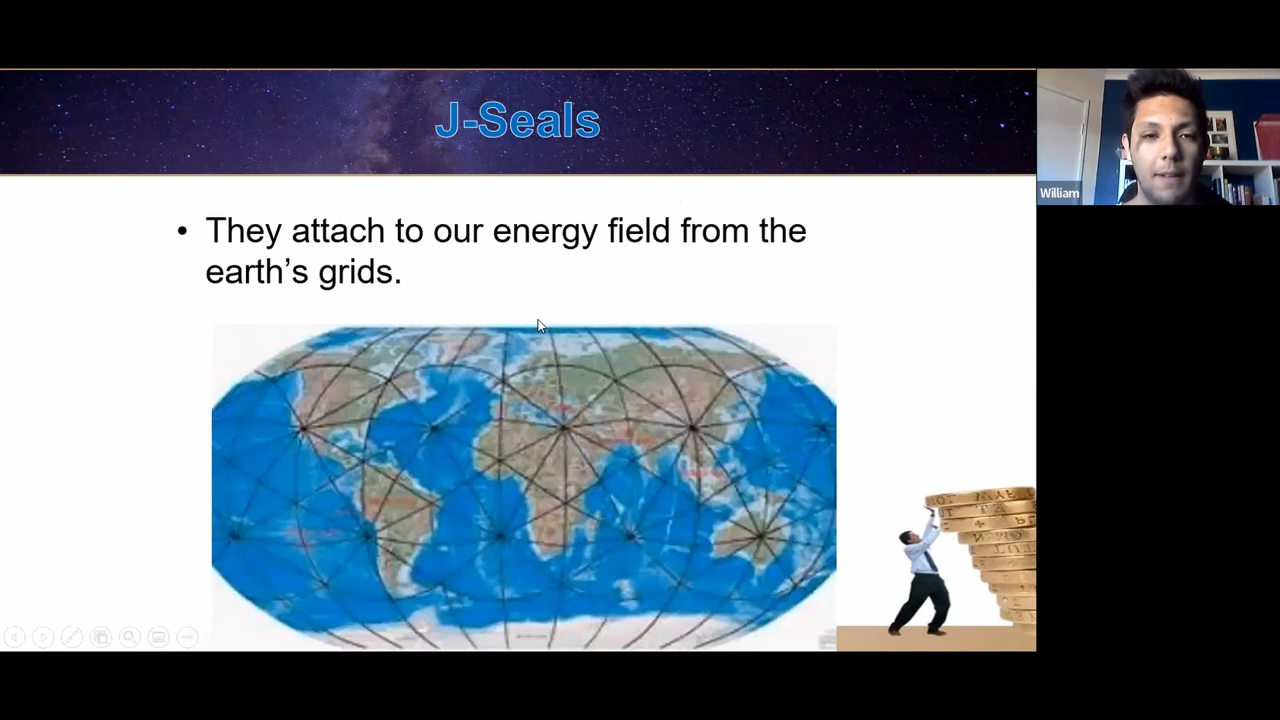 J-Seals
William
• They attach to our energy field from the
earth’s grids.